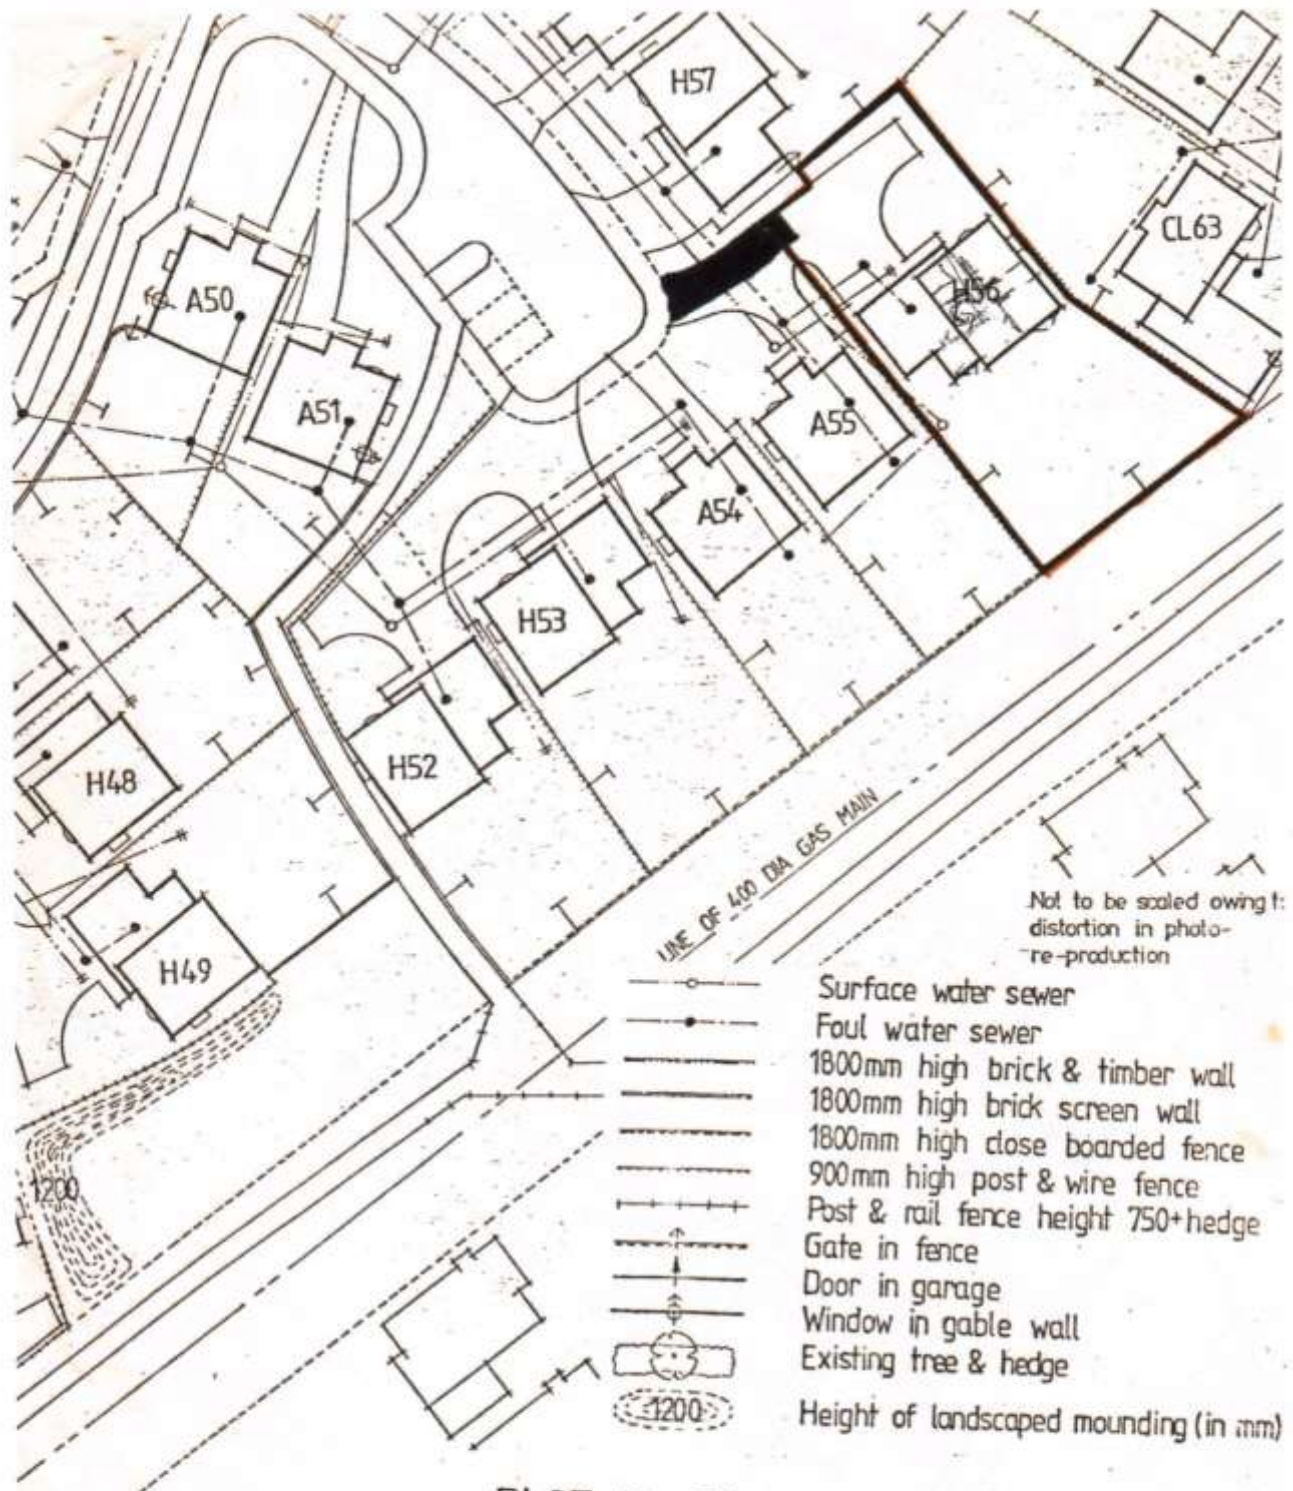 H57
CL63
A50
H56
A51
A55
A54
H53
H52
H48
H49
LINE OF 400 DIA GAS MAIN
Not to be scaled owing t:
distortion in photo-
re-production
Surface water sewer
Foul water sewer
1800mm high brick & timber wall
1800mm high brick screen wall
1800mm high close boarded fence
900mm high post & wire fence
Post & rail fence height 750+hedge
Gate in fence
Door in garage
Window in gable wall
Existing tree & hedge
1200
1200
Height of landscaped mounding (in mm)